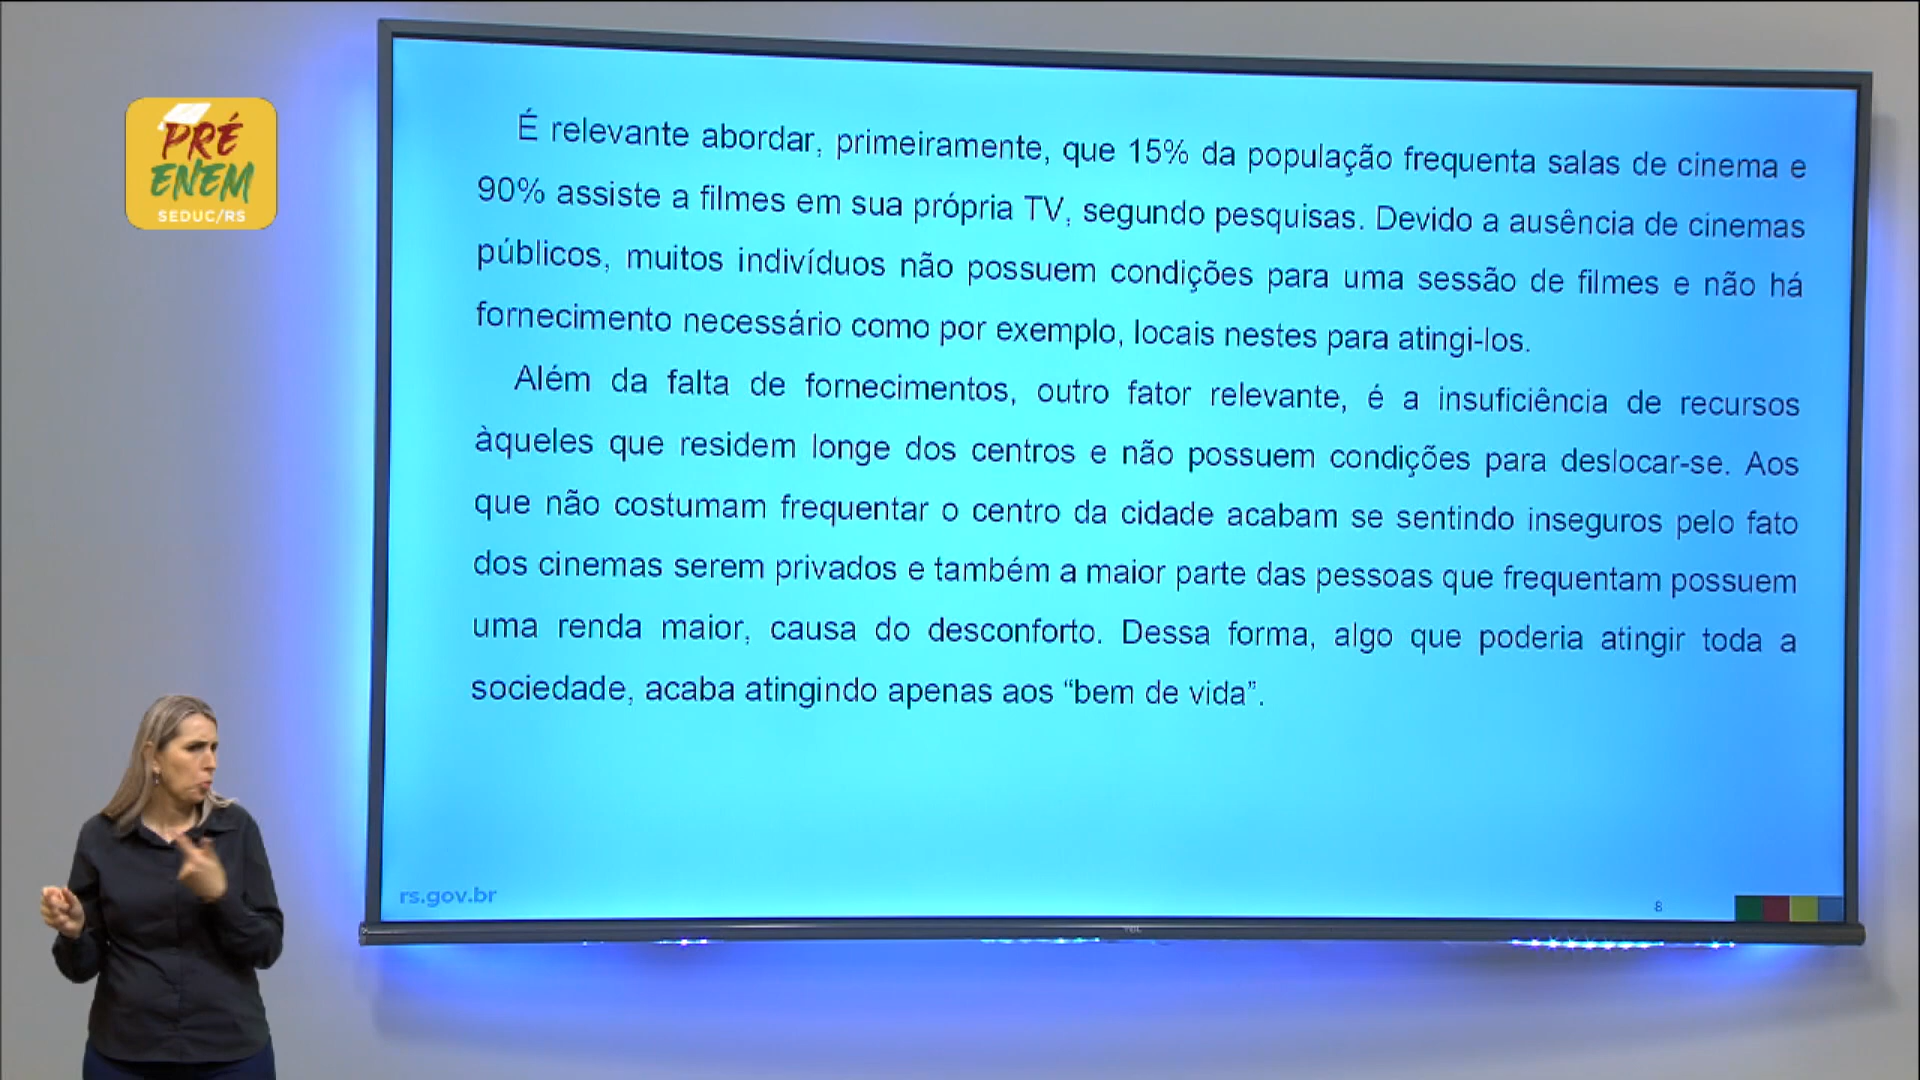 PRÉ
ENEM
SEDUC/RS
É relevante abordar, primeiramente, que 15% da população frequenta salas de cinema e
90% assiste a filmes em sua própria TV, segundo pesquisas. Devido a ausência de cinemas
públicos, muitos indivíduos não possuem condições para uma sessão de filmes e não há
fornecimento necessário como por exemplo, locais nestes para atingi-los.
Além da falta de fornecimentos, outro fator relevante, é a insuficiência de recursos
àqueles que residem longe dos centros e não possuem condições para deslocar-se. Aos
que não costumam frequentar o centro da cidade acabam se sentindo inseguros pelo fato
dos cinemas serem privados e também a maior parte das pessoas que frequentam possuem
uma renda maior, causa do desconforto. Dessa forma, algo que poderia atingir toda a
sociedade, acaba atingindo apenas aos “bem de vida”.
rs.gov.br
8
TCL